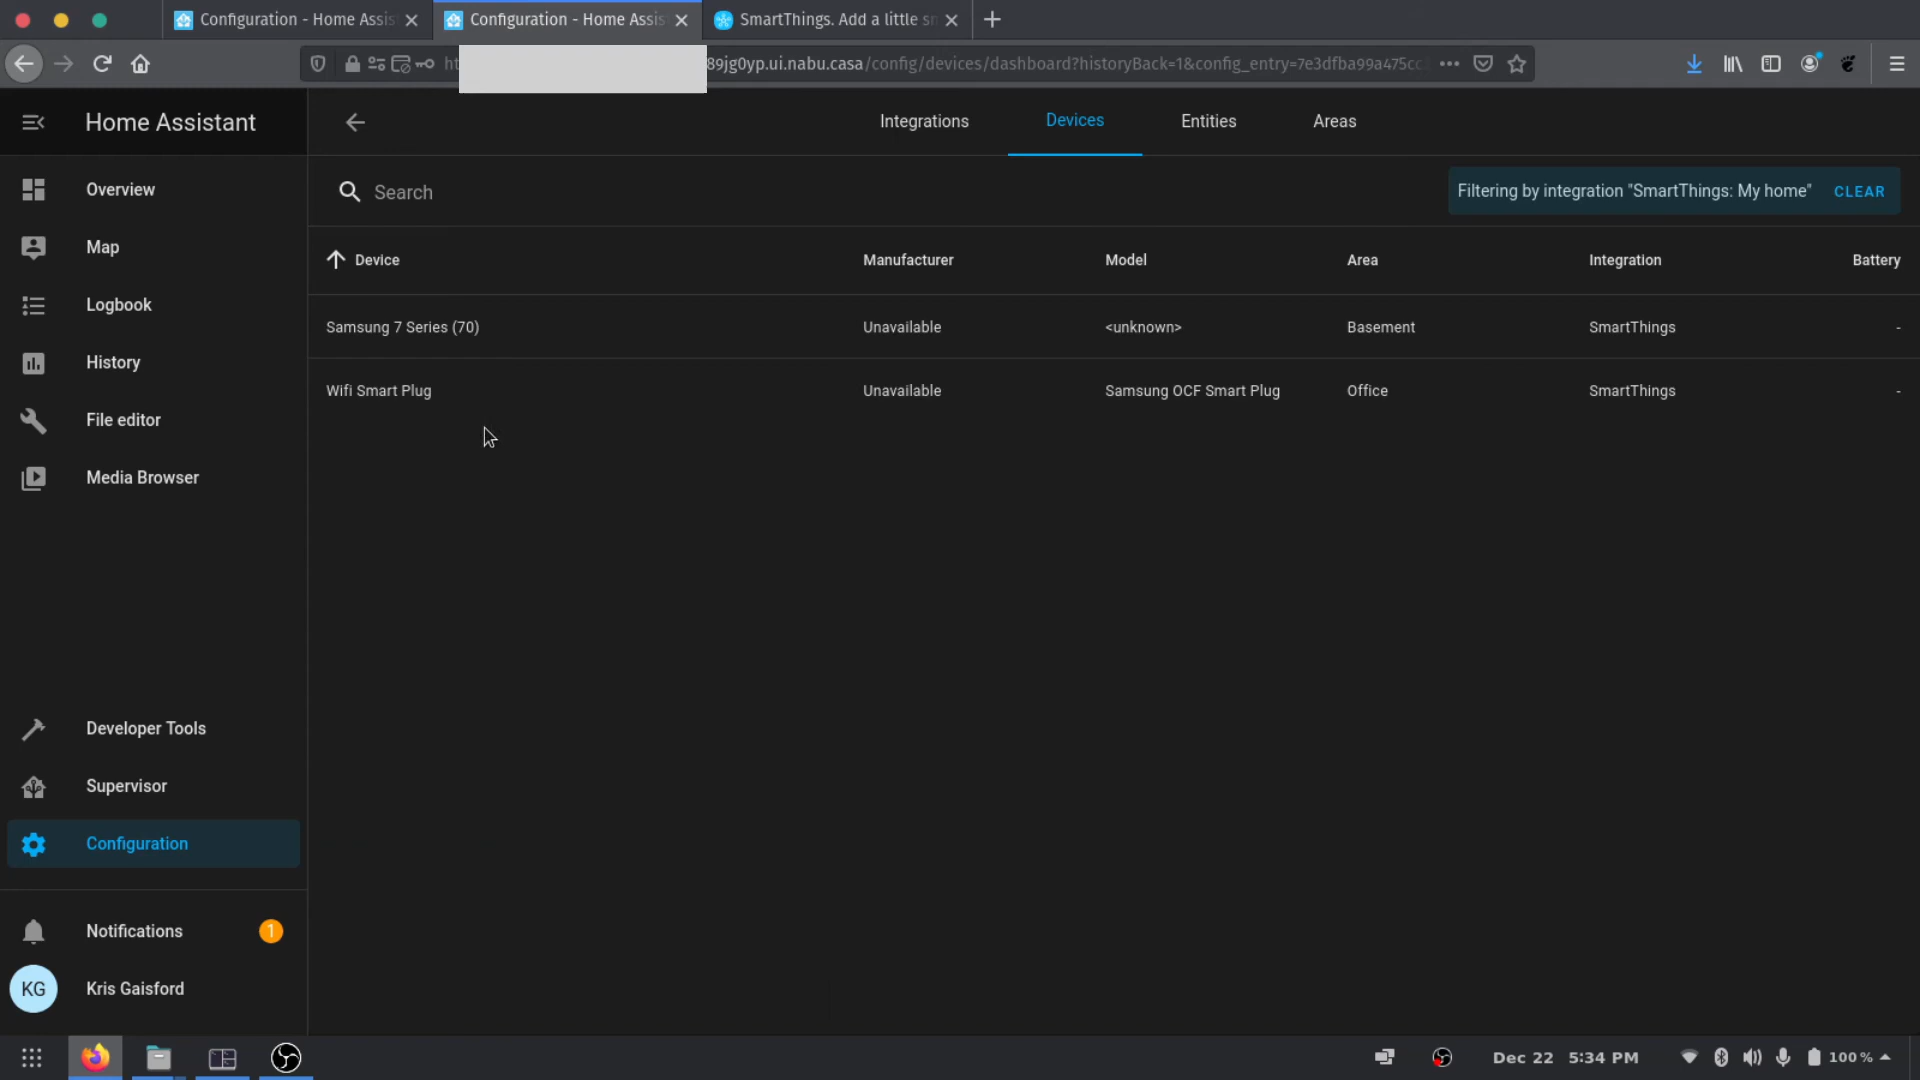 Configuration - Home Assis
Configuration - Home Assis
SmartThings. Add a little sn
89jg0yp.ui.nabu.casa/config/devices/dashboard?historyBack=1&config_entry=7e3dfba99a475cc
Home Assistant
Integrations
Devices
Entities
Areas
Overview
Search
Filtering by integration "SmartThings: My home"
CLEAR
Map
Device
Manufacturer
Model
Area
Integration
Battery
Logbook
Samsung 7 Series (70)
Unavailable
<unknown>
Basement
SmartThings
-
History
Wifi Smart Plug
Unavailable
Samsung OCF Smart Plug
Office
SmartThings
-
File editor
Media Browser
Developer Tools
Supervisor
Configuration
Notifications
1
KG
Kris Gaisford
Dec 22 5:34 PM
100 %